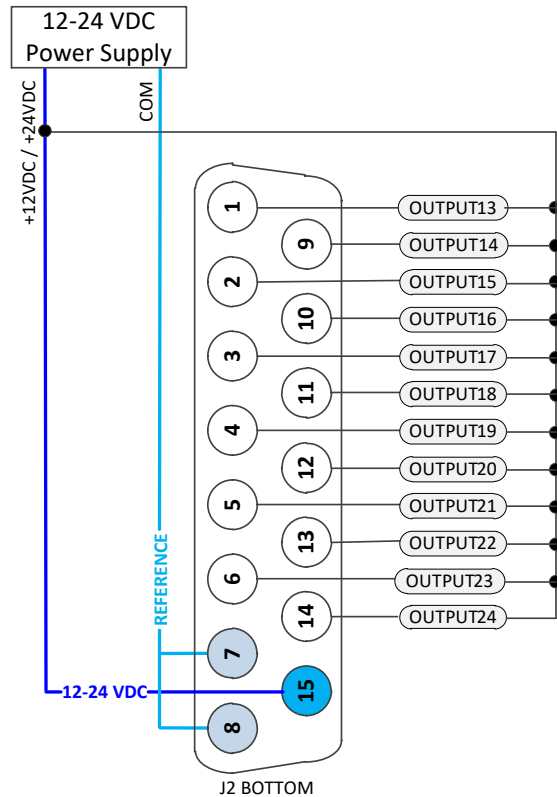 12-24 VDC
Power Supply
+12VDC / +24VDC
COM
1
OUTPUT13
9
OUTPUT14
2
OUTPUT15
10
OUTPUT16
3
OUTPUT17
11
OUTPUT18
4
OUTPUT19
12
OUTPUT20
5
OUTPUT21
13
OUTPUT22
6
OUTPUT23
14
OUTPUT24
REFERENCE
7
12-24 VDC
15
8
J2 BOTTOM